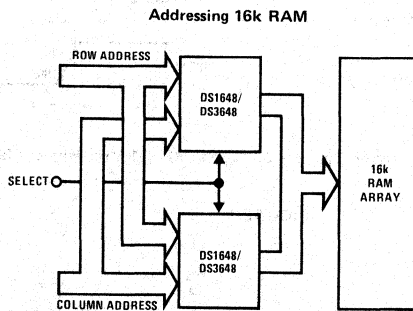 Addressing 16k RAM
ROW ADDRESS
DS1648/
DS3648
SELECT
16k
RAM
ARRAY
DS1648/
DS3648
COLUMN ADDRESS